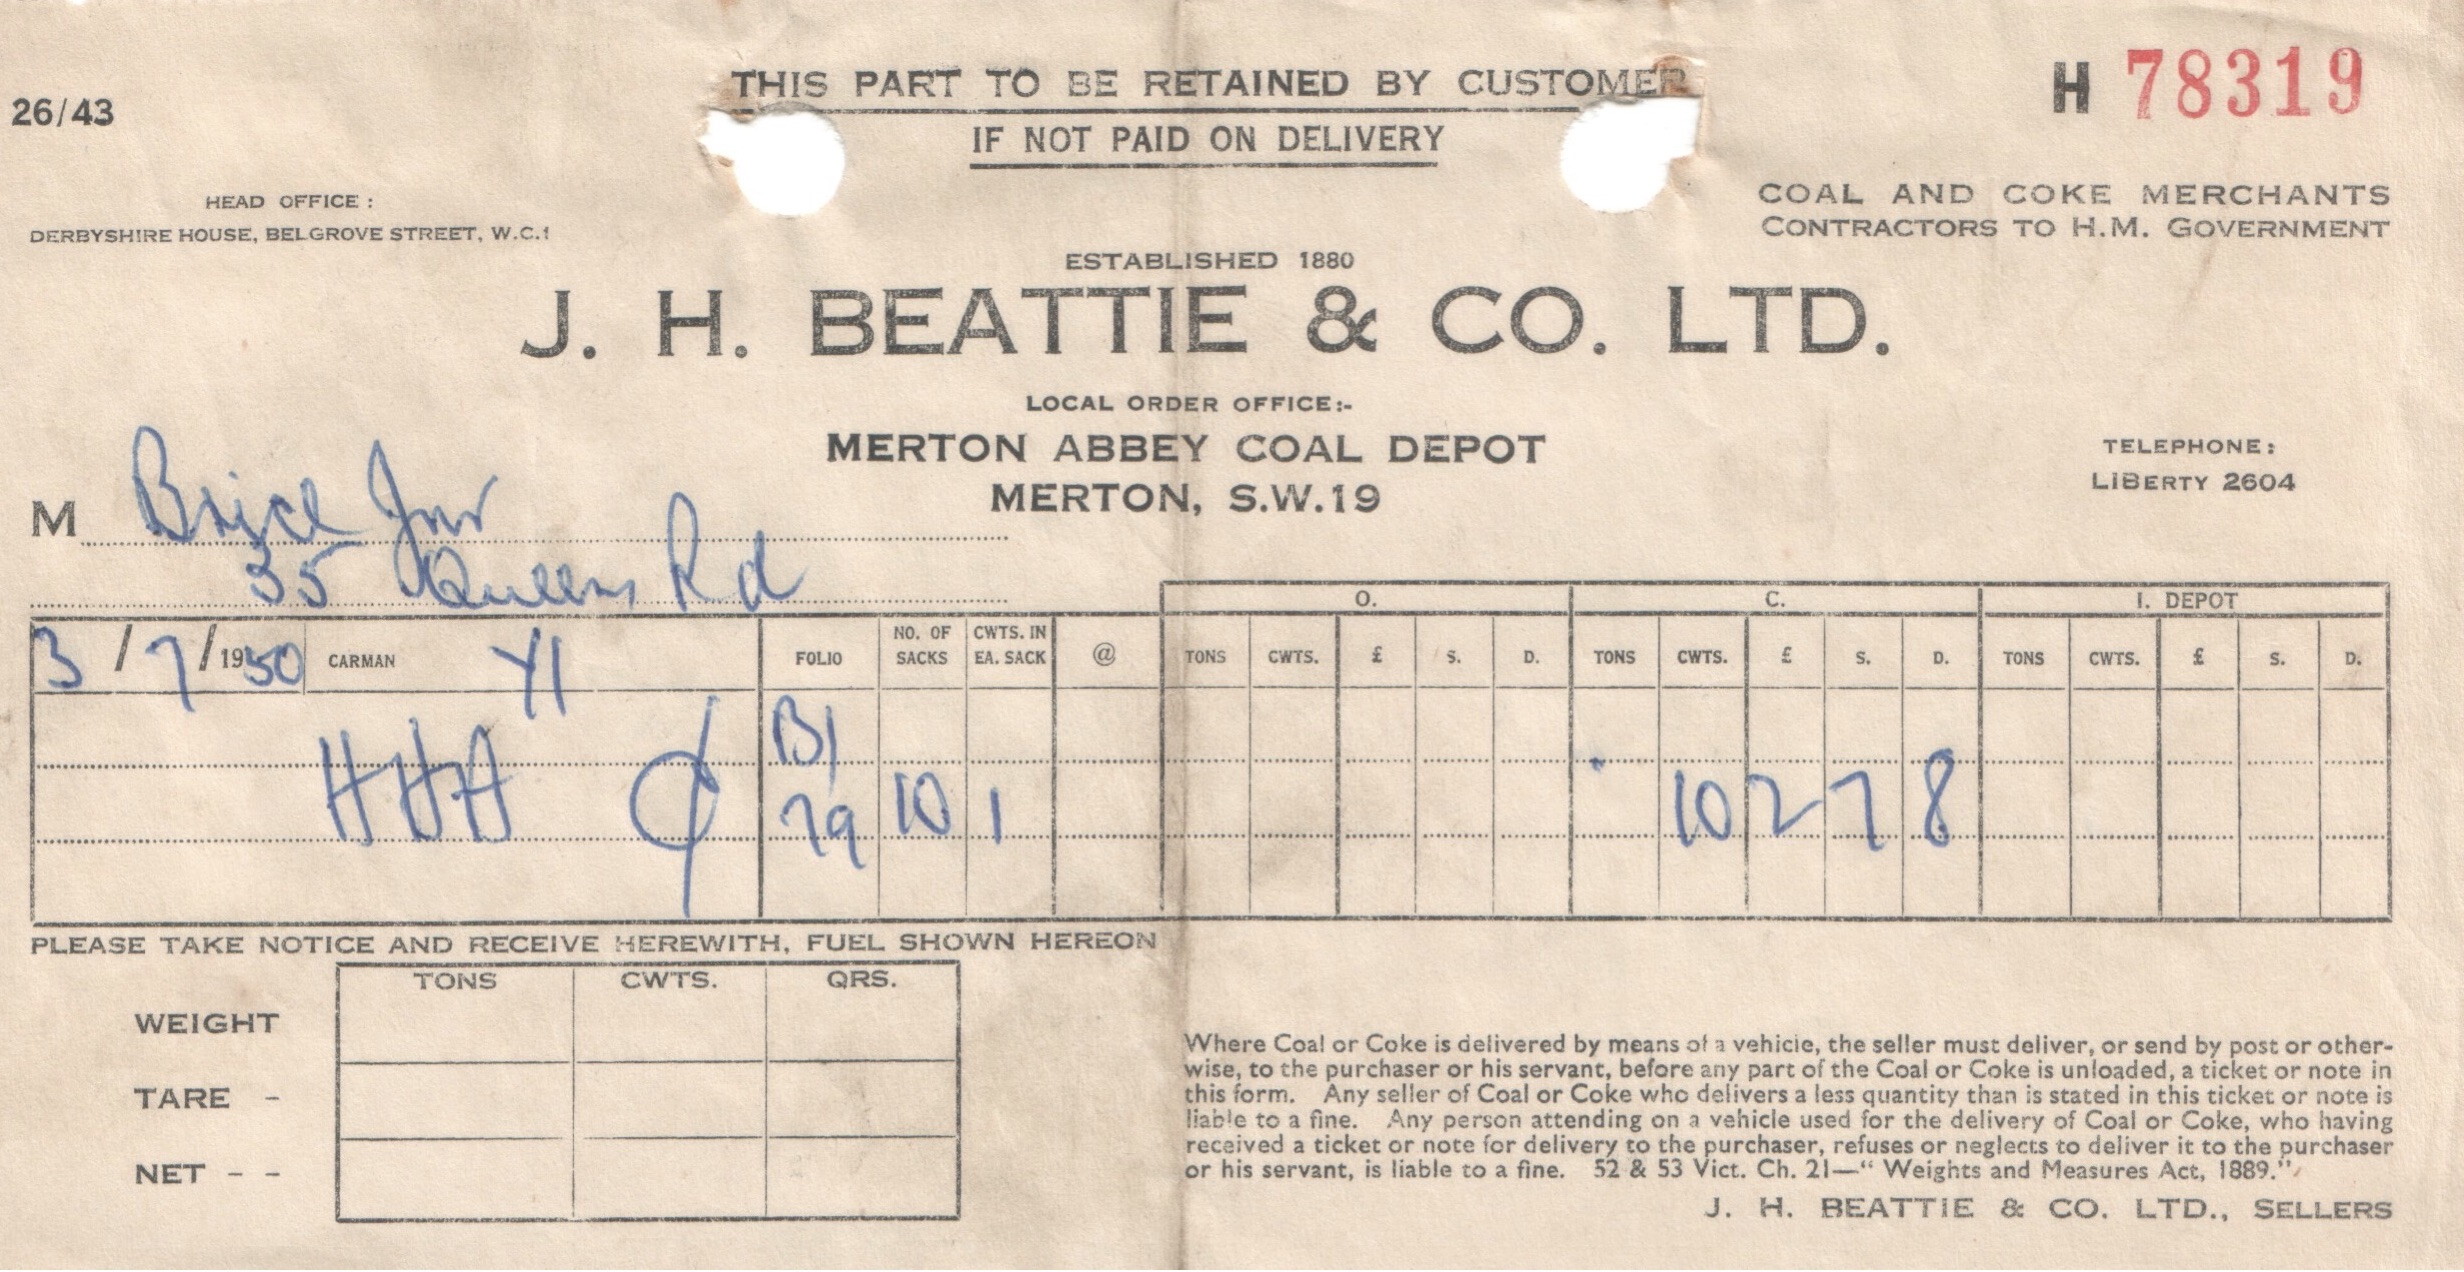 THIS PART TO BE RETAINED BY CUSTOMER
H 78319
26/43
IF NOT PAID ON DELIVERY
HEAD OFFICE :
DERBYSHIRE HOUSE, BELGROVE STREET, W.C.1
COAL AND COKE MERCHANTS
CONTRACTORS TO H.M. GOVERNMENT
ESTABLISHED 1880
J. H. BEATTIE & CO. LTD.
LOCAL ORDER OFFICE:-
MERTON ABBEY COAL DEPOT
MERTON, S.W.19
TELEPHONE:
LIBERTY 2604
M Brice Jnr
35 Queens Rd
O. C. I. DEPOT
3 / 7 / 1950 CARMAN Y1 FOLIO NO. OF SACKS CWTS. IN EA. SACK @ TONS CWTS. £ S. D. TONS CWTS. £ S. D. TONS CWTS. £ S. D.
B1
79 10 1 10 2 7 8
PLEASE TAKE NOTICE AND RECEIVE HEREWITH, FUEL SHOWN HEREON
TONS CWTS. QRS.
WEIGHT
TARE -
NET - -
Where Coal or Coke is delivered by means of a vehicle, the seller must deliver, or send by post or other-
wise, to the purchaser or his servant, before any part of the Coal or Coke is unloaded, a ticket or note in
this form. Any seller of Coal or Coke who delivers a less quantity than is stated in this ticket or note is
liable to a fine. Any person attending on a vehicle used for the delivery of Coal or Coke, who having
received a ticket or note for delivery to the purchaser, refuses or neglects to deliver it to the purchaser
or his servant, is liable to a fine. 52 & 53 Vict. Ch. 21—“ Weights and Measures Act, 1889.”
J. H. BEATTIE & CO. LTD., SELLERS